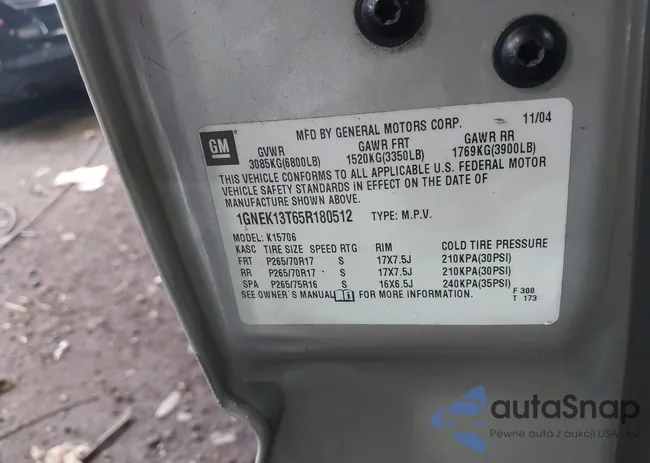 MFD BY GENERAL MOTORS CORP. 11/04
GM
GVWR GAWR FRT GAWR RR
3085KG(6800LB) 1520KG(3350LB) 1769KG(3900LB)
THIS VEHICLE CONFORMS TO ALL APPLICABLE U.S. FEDERAL MOTOR
VEHICLE SAFETY STANDARDS IN EFFECT ON THE DATE OF
MANUFACTURE SHOWN ABOVE.
1GNEK13T65R180512 TYPE: M.P.V.
MODEL: K15706
KASC TIRE SIZE SPEED RTG RIM COLD TIRE PRESSURE
FRT P265/70R17 S 17X7.5J 210KPA(30PSI)
RR P265/70R17 S 17X7.5J 210KPA(30PSI)
SPA P265/75R16 S 16X6.5J 240KPA(35PSI)
SEE OWNER'S MANUAL FOR MORE INFORMATION.
F 300
T 173
autaSnap
Pewne auta z aukcji USA i EU